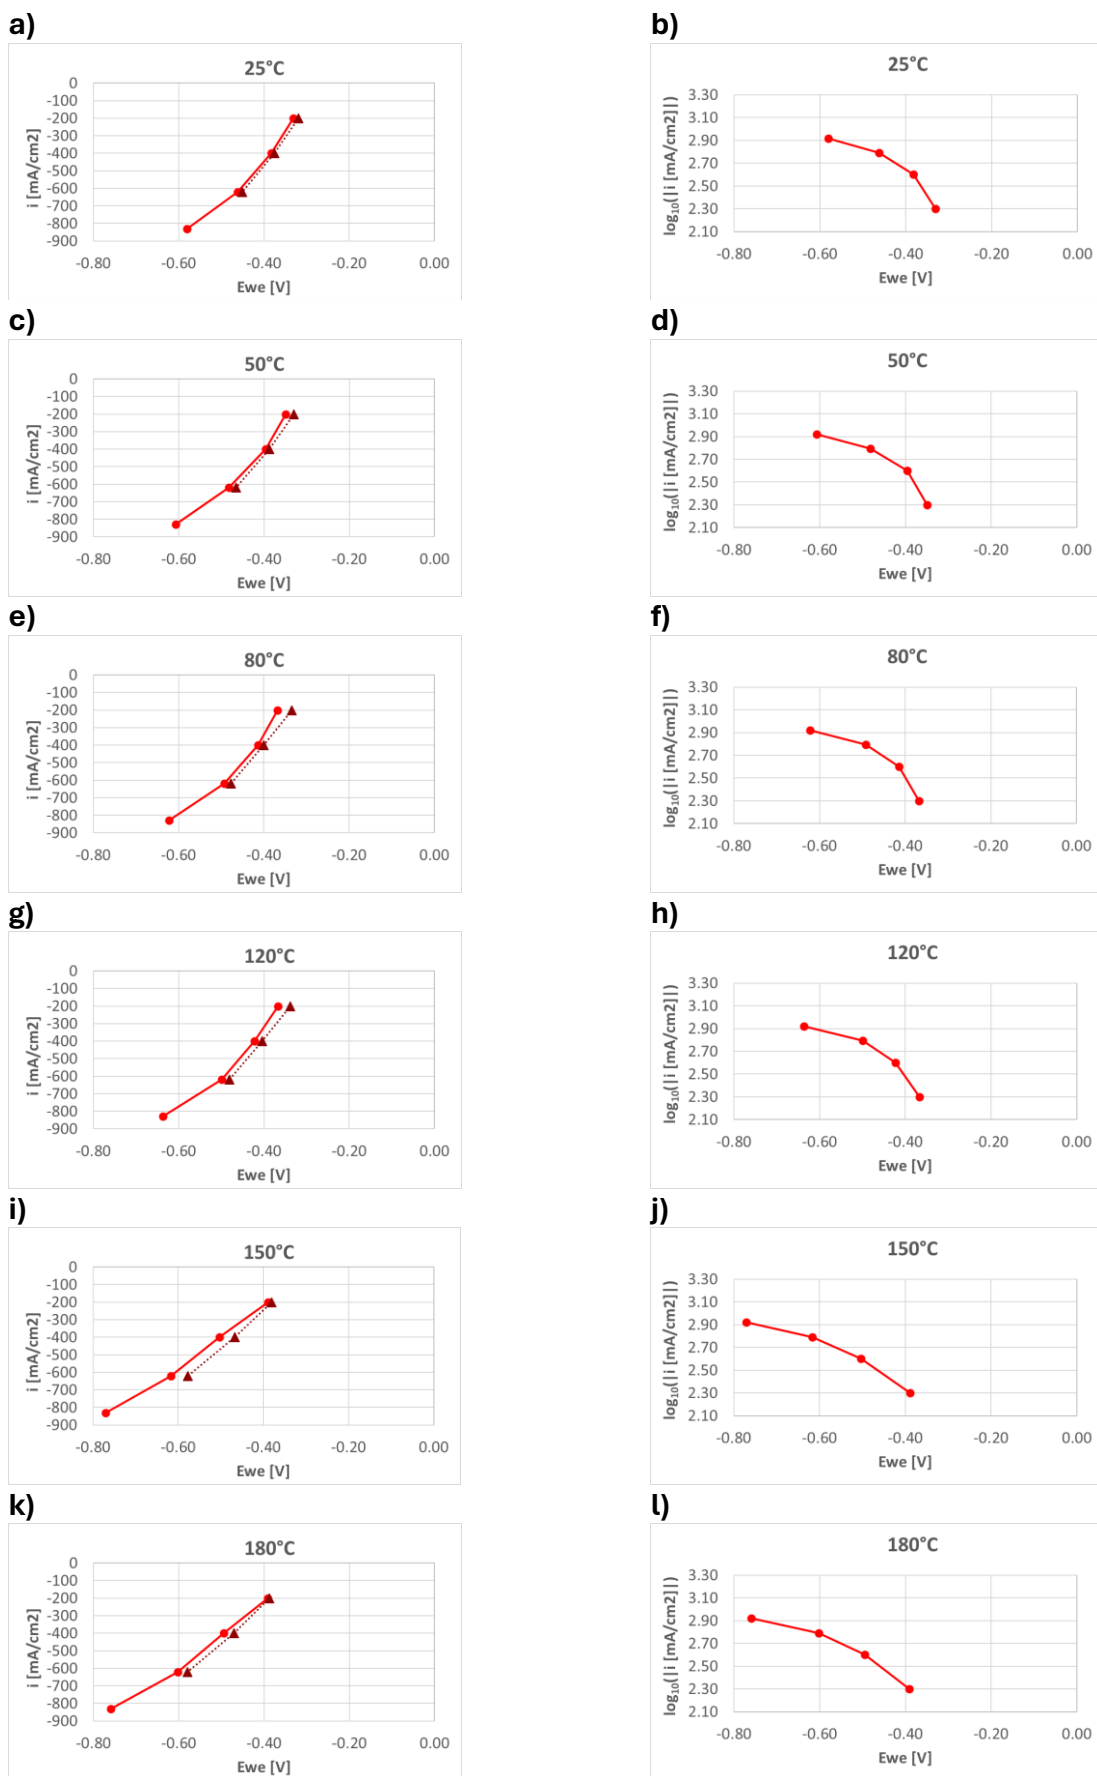 a)
25°C
0
-100
-200
-300
-400
-500
-600
-700
-800
-900
i [mA/cm2]
-0.80 -0.60 -0.40 -0.20 0.00
Ewe [V]
b)
25°C
3.30
3.10
2.90
2.70
2.50
2.30
2.10
log₁₀(|i [mA/cm2]|)
-0.80 -0.60 -0.40 -0.20 0.00
Ewe [V]
c)
50°C
0
-100
-200
-300
-400
-500
-600
-700
-800
-900
i [mA/cm2]
-0.80 -0.60 -0.40 -0.20 0.00
Ewe [V]
d)
50°C
3.30
3.10
2.90
2.70
2.50
2.30
2.10
log₁₀(|i [mA/cm2]|)
-0.80 -0.60 -0.40 -0.20 0.00
Ewe [V]
e)
80°C
0
-100
-200
-300
-400
-500
-600
-700
-800
-900
i [mA/cm2]
-0.80 -0.60 -0.40 -0.20 0.00
Ewe [V]
f)
80°C
3.30
3.10
2.90
2.70
2.50
2.30
2.10
log₁₀(|i [mA/cm2]|)
-0.80 -0.60 -0.40 -0.20 0.00
Ewe [V]
g)
120°C
0
-100
-200
-300
-400
-500
-600
-700
-800
-900
i [mA/cm2]
-0.80 -0.60 -0.40 -0.20 0.00
Ewe [V]
h)
120°C
3.30
3.10
2.90
2.70
2.50
2.30
2.10
log₁₀(|i [mA/cm2]|)
-0.80 -0.60 -0.40 -0.20 0.00
Ewe [V]
i)
150°C
0
-100
-200
-300
-400
-500
-600
-700
-800
-900
i [mA/cm2]
-0.80 -0.60 -0.40 -0.20 0.00
Ewe [V]
j)
150°C
3.30
3.10
2.90
2.70
2.50
2.30
2.10
log₁₀(|i [mA/cm2]|)
-0.80 -0.60 -0.40 -0.20 0.00
Ewe [V]
k)
180°C
0
-100
-200
-300
-400
-500
-600
-700
-800
-900
i [mA/cm2]
-0.80 -0.60 -0.40 -0.20 0.00
Ewe [V]
l)
180°C
3.30
3.10
2.90
2.70
2.50
2.30
2.10
log₁₀(|i [mA/cm2]|)
-0.80 -0.60 -0.40 -0.20 0.00
Ewe [V]